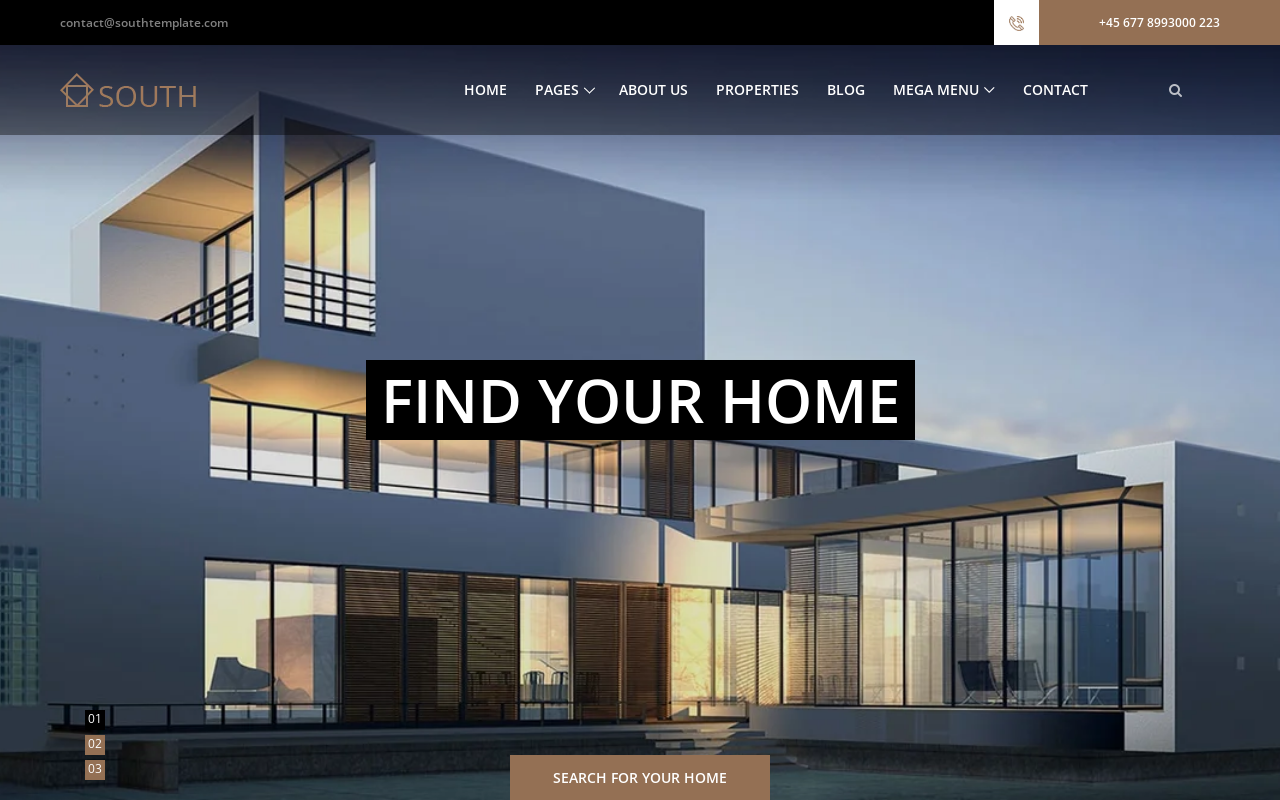 contact@southtemplate.com
+45 677 8993000 223
SOUTH
HOME
PAGES
ABOUT US
PROPERTIES
BLOG
MEGA MENU
CONTACT
FIND YOUR HOME
01
02
03
SEARCH FOR YOUR HOME